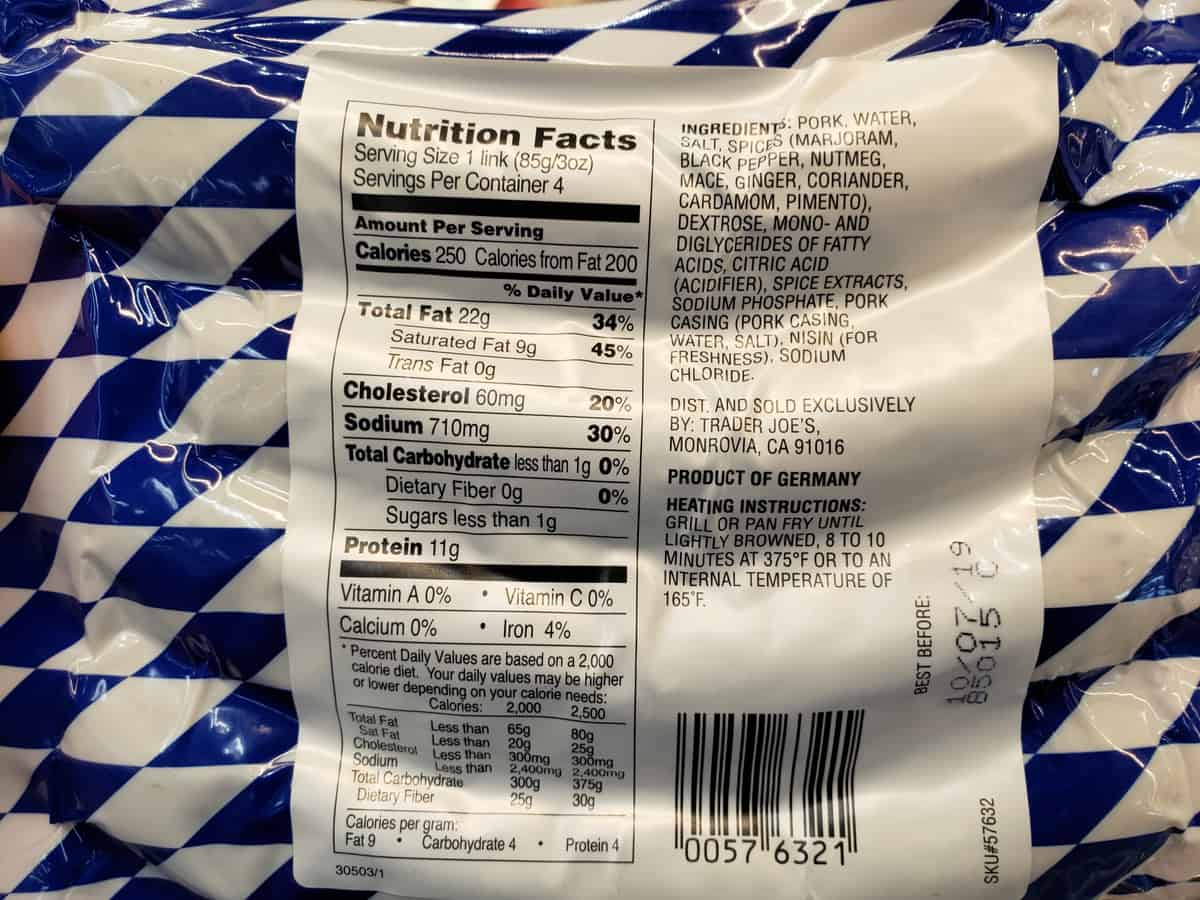 Nutrition Facts
Serving Size 1 link (85g/3oz)
Servings Per Container 4
Amount Per Serving
Calories 250 Calories from Fat 200
% Daily Value*
Total Fat 22g 34%
Saturated Fat 9g 45%
Trans Fat 0g
Cholesterol 60mg 20%
Sodium 710mg 30%
Total Carbohydrate less than 1g 0%
Dietary Fiber 0g 0%
Sugars less than 1g
Protein 11g
Vitamin A 0% • Vitamin C 0%
Calcium 0% • Iron 4%
* Percent Daily Values are based on a 2,000
calorie diet. Your daily values may be higher
or lower depending on your calorie needs:
Calories: 2,000 2,500
Total Fat Less than 65g 80g
Sat Fat Less than 20g 25g
Cholesterol Less than 300mg 300mg
Sodium Less than 2,400mg 2,400mg
Total Carbohydrate 300g 375g
Dietary Fiber 25g 30g
Calories per gram:
Fat 9 • Carbohydrate 4 • Protein 4
30503/1
INGREDIENTS: PORK, WATER,
SALT, SPICES (MARJORAM,
BLACK PEPPER, NUTMEG,
MACE, GINGER, CORIANDER,
CARDAMOM, PIMENTO),
DEXTROSE, MONO- AND
DIGLYCERIDES OF FATTY
ACIDS, CITRIC ACID
(ACIDIFIER), SPICE EXTRACTS,
SODIUM PHOSPHATE, PORK
CASING (PORK CASING,
WATER, SALT), NISIN (FOR
FRESHNESS), SODIUM
CHLORIDE.
DIST. AND SOLD EXCLUSIVELY
BY: TRADER JOE'S,
MONROVIA, CA 91016
PRODUCT OF GERMANY
HEATING INSTRUCTIONS:
GRILL OR PAN FRY UNTIL
LIGHTLY BROWNED, 8 TO 10
MINUTES AT 375°F OR TO AN
INTERNAL TEMPERATURE OF
165°F.
BEST BEFORE:
10/07/19
85015 C
0057 6321
SKU#57632